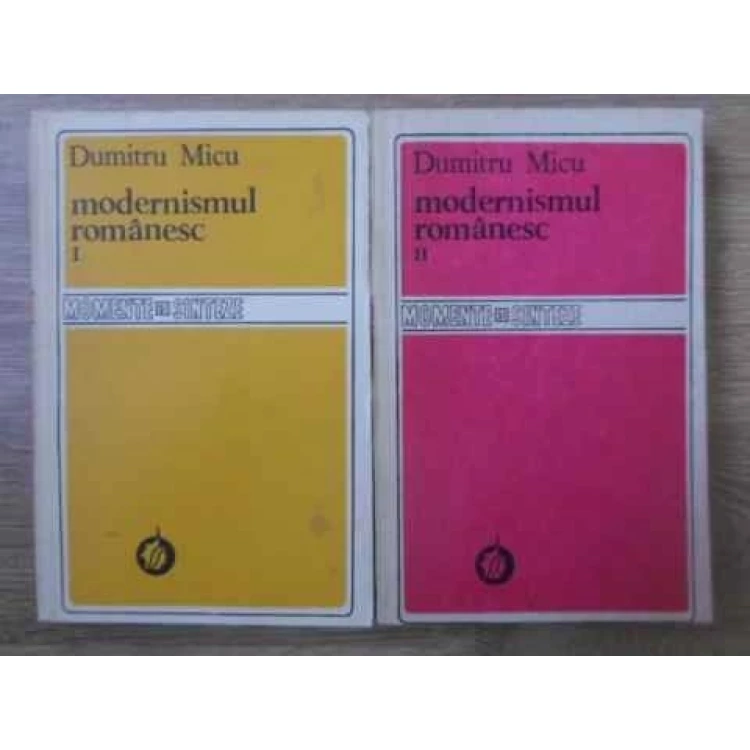 Dumitru Micu
modernismul
românesc
I
MOMENTE ȘI SINTEZE
Dumitru Micu
modernismul
românesc
II
MOMENTE ȘI SINTEZE